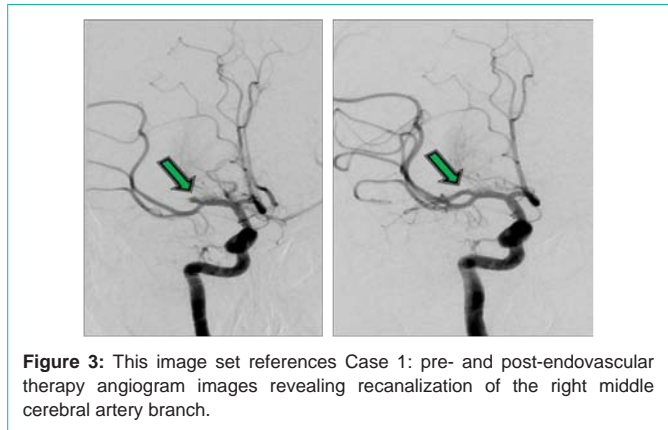 Figure 3: This image set references Case 1: pre- and post-endovascular
therapy angiogram images revealing recanalization of the right middle
cerebral artery branch.